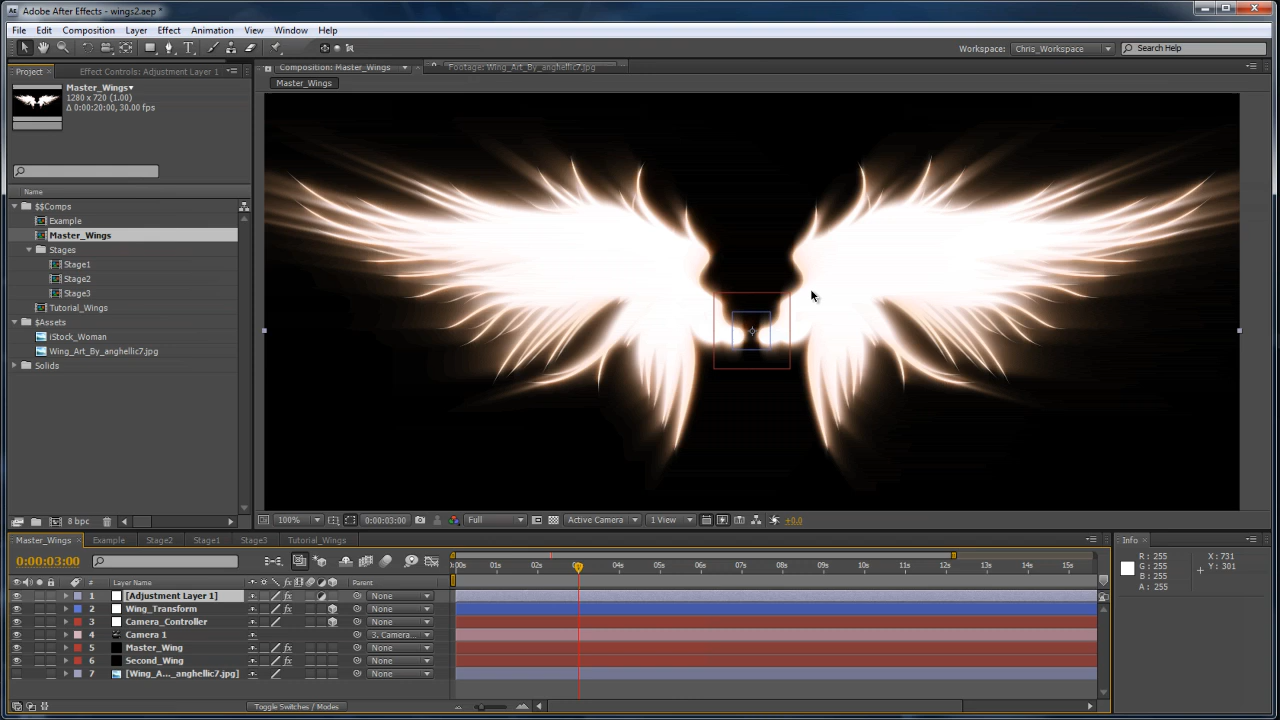 Adobe After Effects - wings2.aep *
File Edit Composition Layer Effect Animation View Window Help
Workspace: Chris_Workspace Search Help
Project Effect Controls: Adjustment Layer 1
Composition: Master_Wings Footage: Wing_Art_By_anghellic7.jpg
Master_Wings
Master_Wings
1280 x 720 (1.00)
Δ 0:00:20:00, 30.00 fps
Name
$$Comps
Example
Master_Wings
Stages
Stage1
Stage2
Stage3
Tutorial_Wings
$Assets
iStock_Woman
Wing_Art_By_anghellic7.jpg
Solids
8 bpc
100% 0:00:03:00 Full Active Camera 1 View +0.0
Master_Wings Example Stage2 Stage1 Stage3 Tutorial_Wings
0:00:03:00
:00s 01s 02s 04s 05s 06s 07s 08s 09s 10s 11s 12s 13s 14s 15s
# Layer Name fx Parent
1 [Adjustment Layer 1] None
2 Wing_Transform fx None
3 Camera_Controller None
4 Camera 1 3. Camera...
5 Master_Wing fx None
6 Second_Wing fx None
7 [Wing_A..._anghellic7.jpg] None
Toggle Switches / Modes
Info
R : 255
G : 255
B : 255
A : 255
X : 731
Y : 301